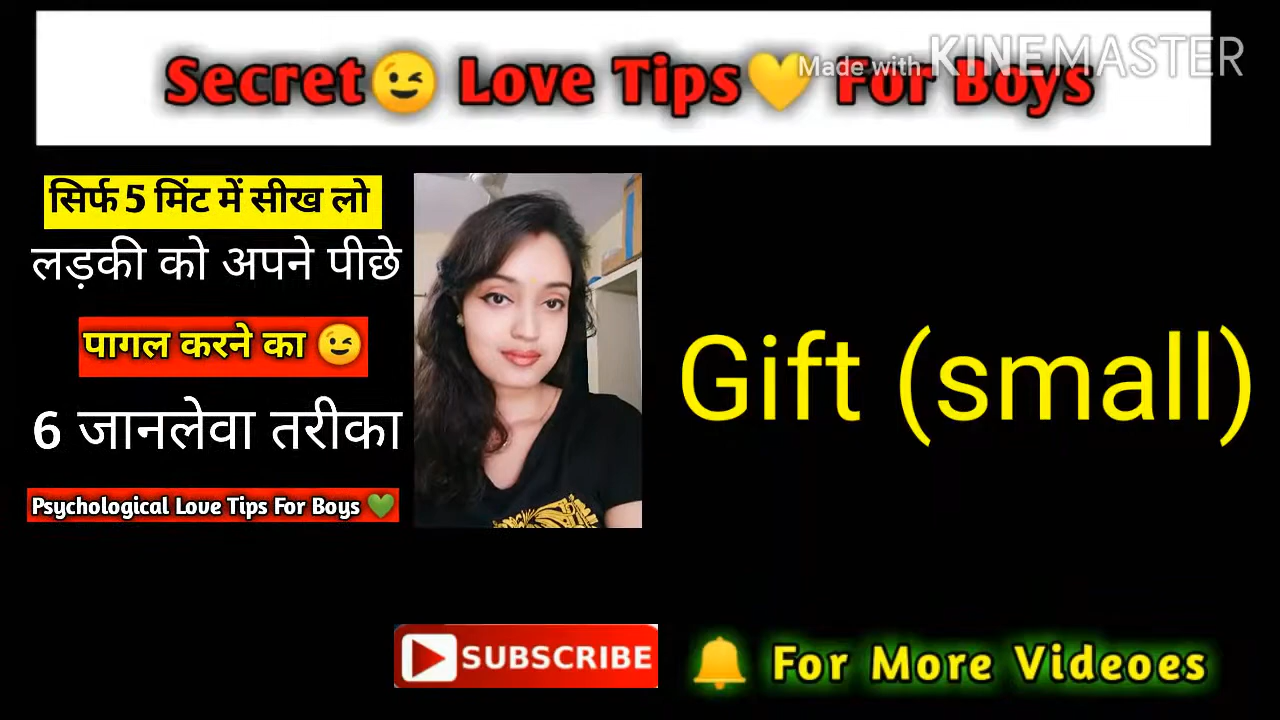 Secret😉 Love Tips💛 For Boys
Made with KINEMASTER
सिर्फ 5 मिंट में सीख लो
लड़की को अपने पीछे
पागल करने का 😉
6 जानलेवा तरीका
Psychological Love Tips For Boys 💚
Gift (small)
SUBSCRIBE
🔔 For More Videoes